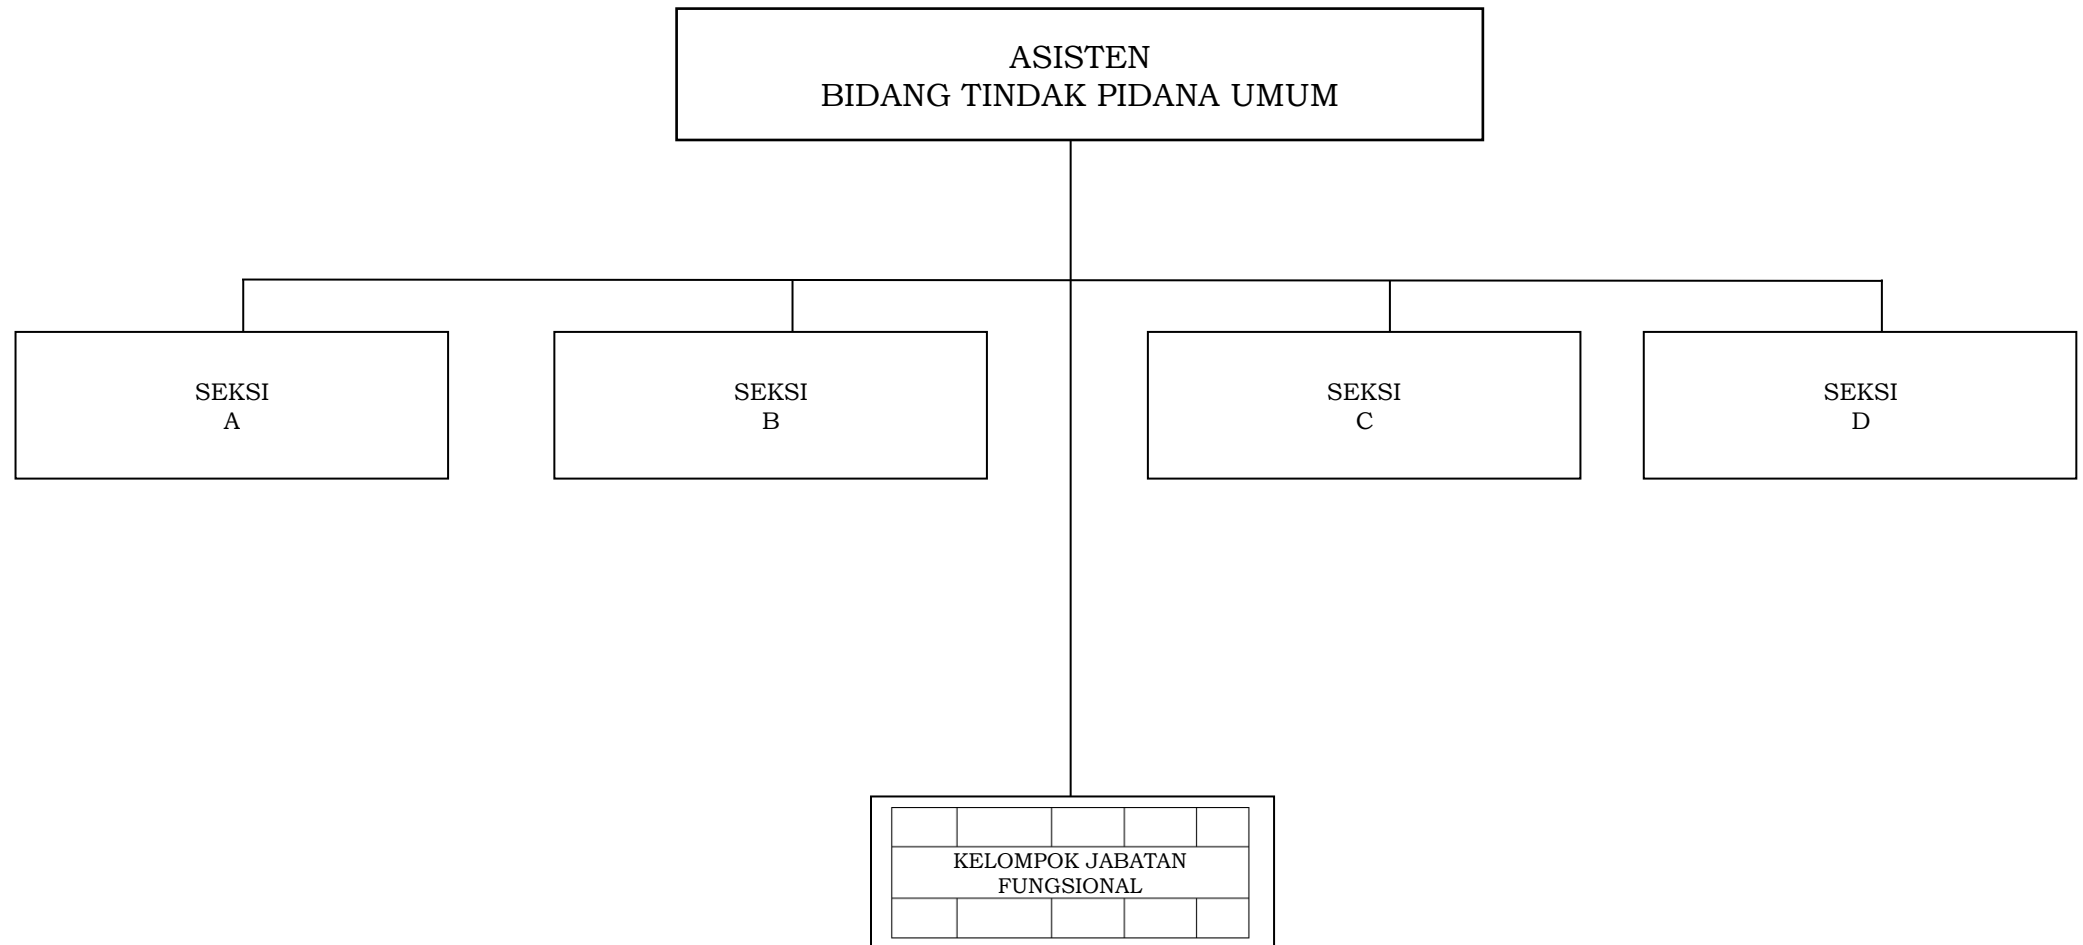 ASISTEN
BIDANG TINDAK PIDANA UMUM
SEKSI
A
SEKSI
B
SEKSI
C
SEKSI
D
KELOMPOK JABATAN
FUNGSIONAL